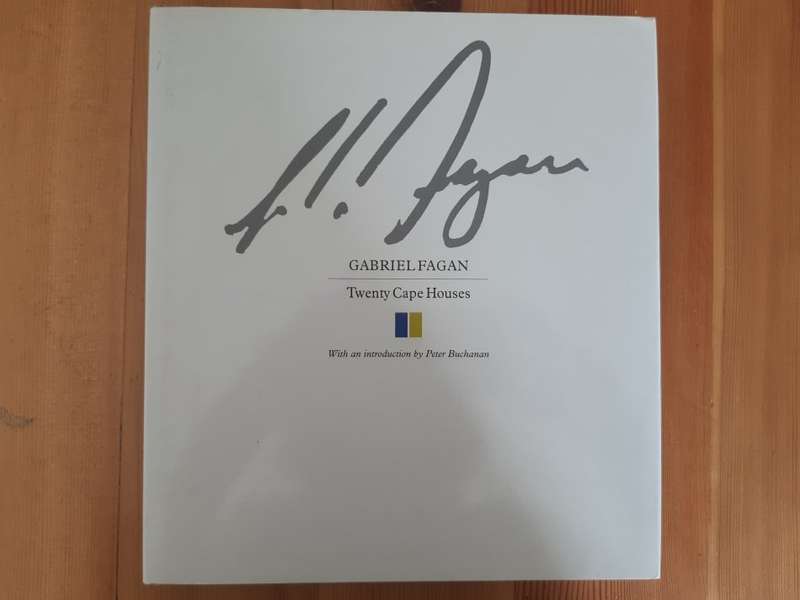 Fagan
GABRIEL FAGAN
Twenty Cape Houses
With an introduction by Peter Buchanan